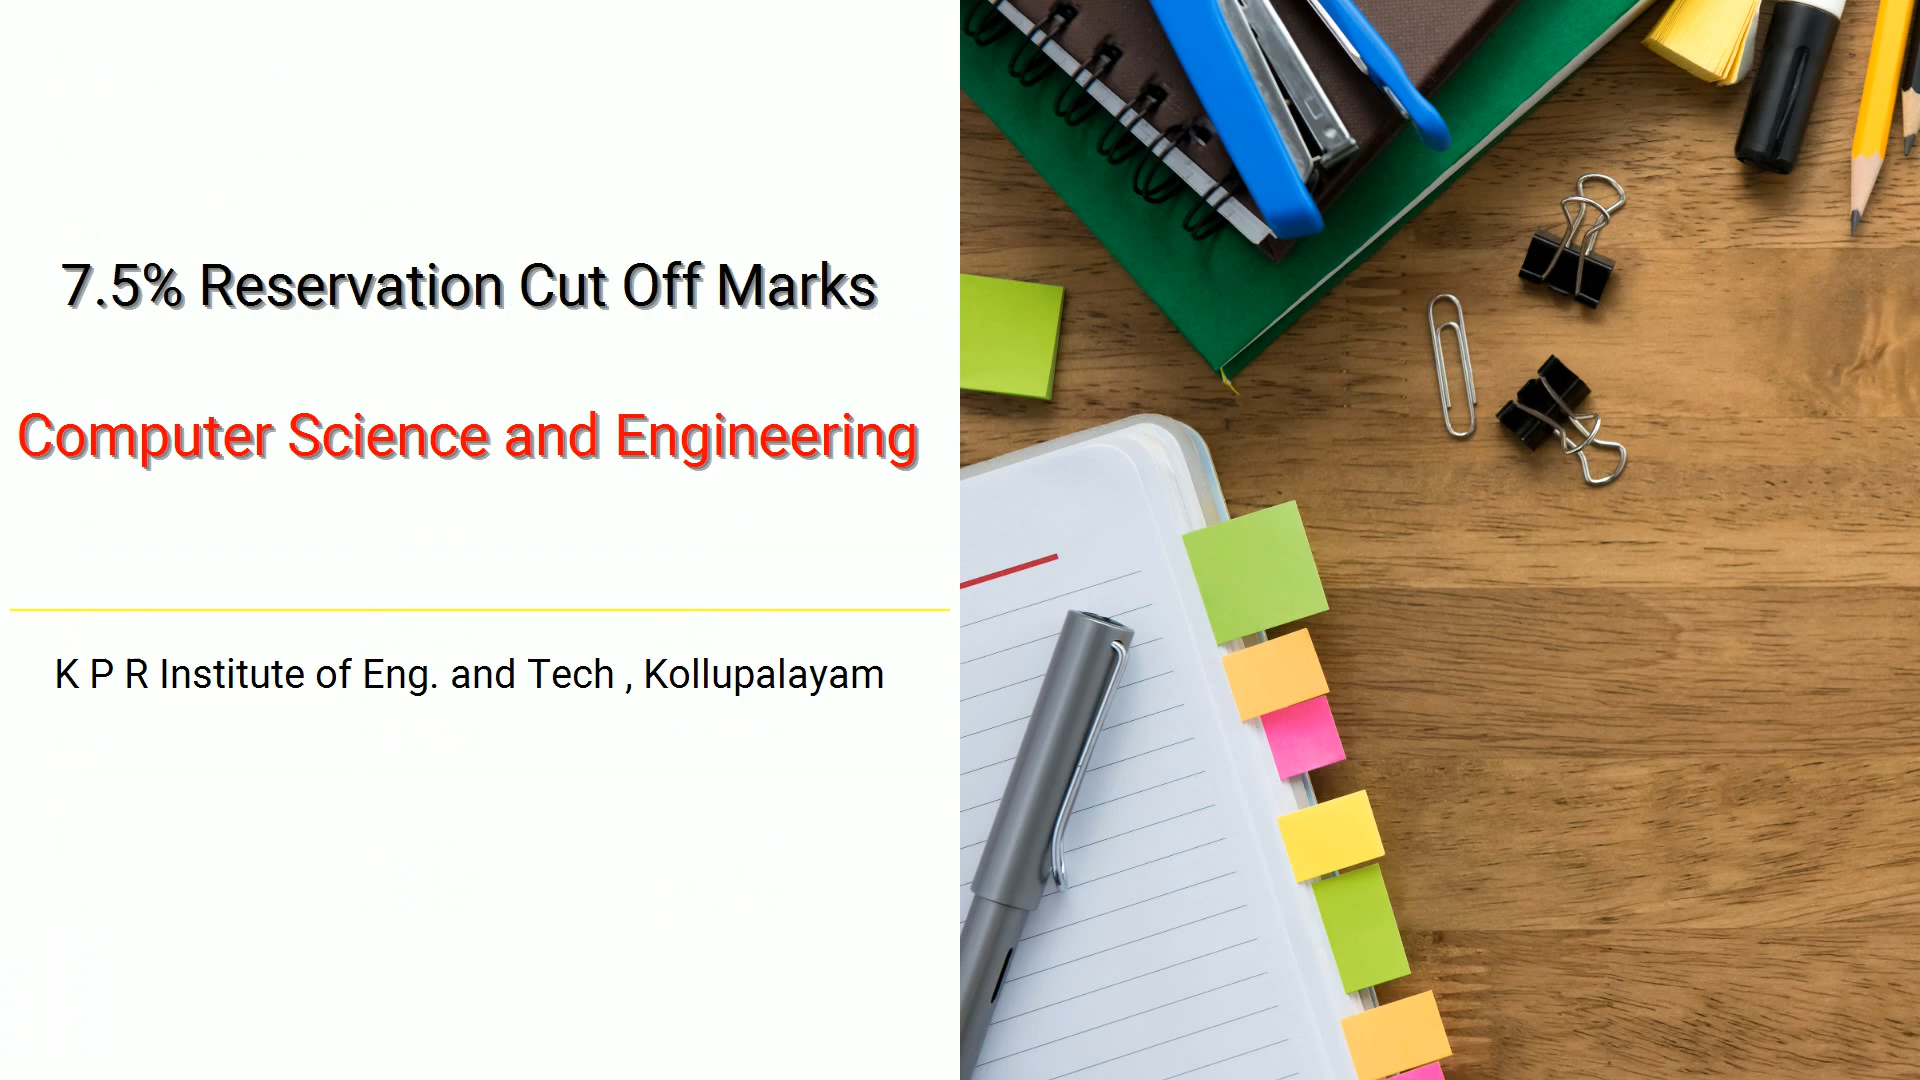 7.5% Reservation Cut Off Marks
Computer Science and Engineering
K P R Institute of Eng. and Tech , Kollupalayam